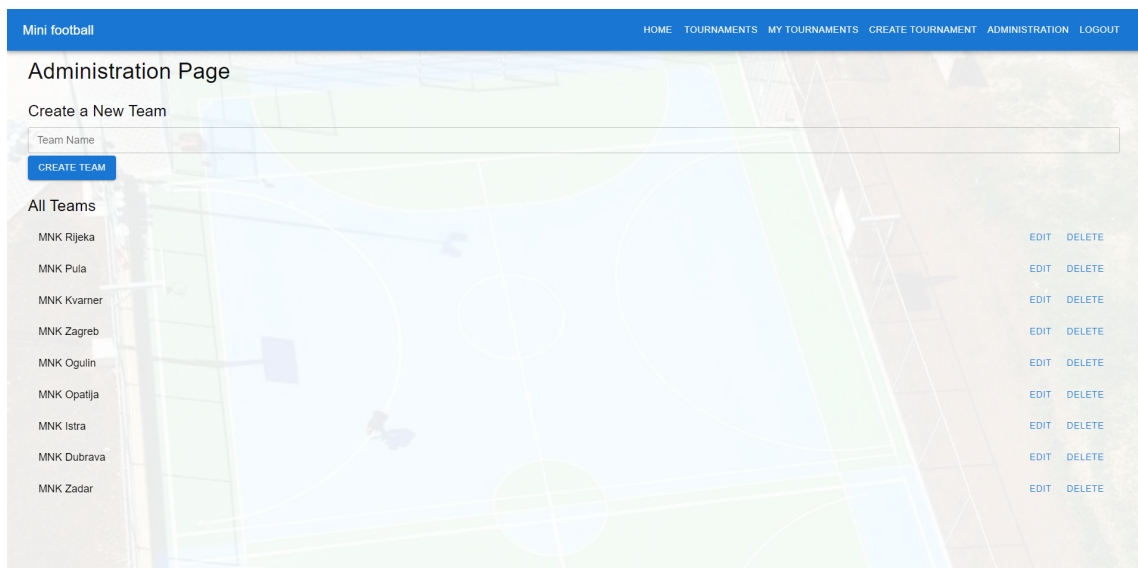 Mini football HOME TOURNAMENTS MY TOURNAMENTS CREATE TOURNAMENT ADMINISTRATION LOGOUT
Administration Page
Create a New Team
Team Name
CREATE TEAM
All Teams
MNK Rijeka EDIT DELETE
MNK Pula EDIT DELETE
MNK Kvarner EDIT DELETE
MNK Zagreb EDIT DELETE
MNK Ogulin EDIT DELETE
MNK Opatija EDIT DELETE
MNK Istra EDIT DELETE
MNK Dubrava EDIT DELETE
MNK Zadar EDIT DELETE